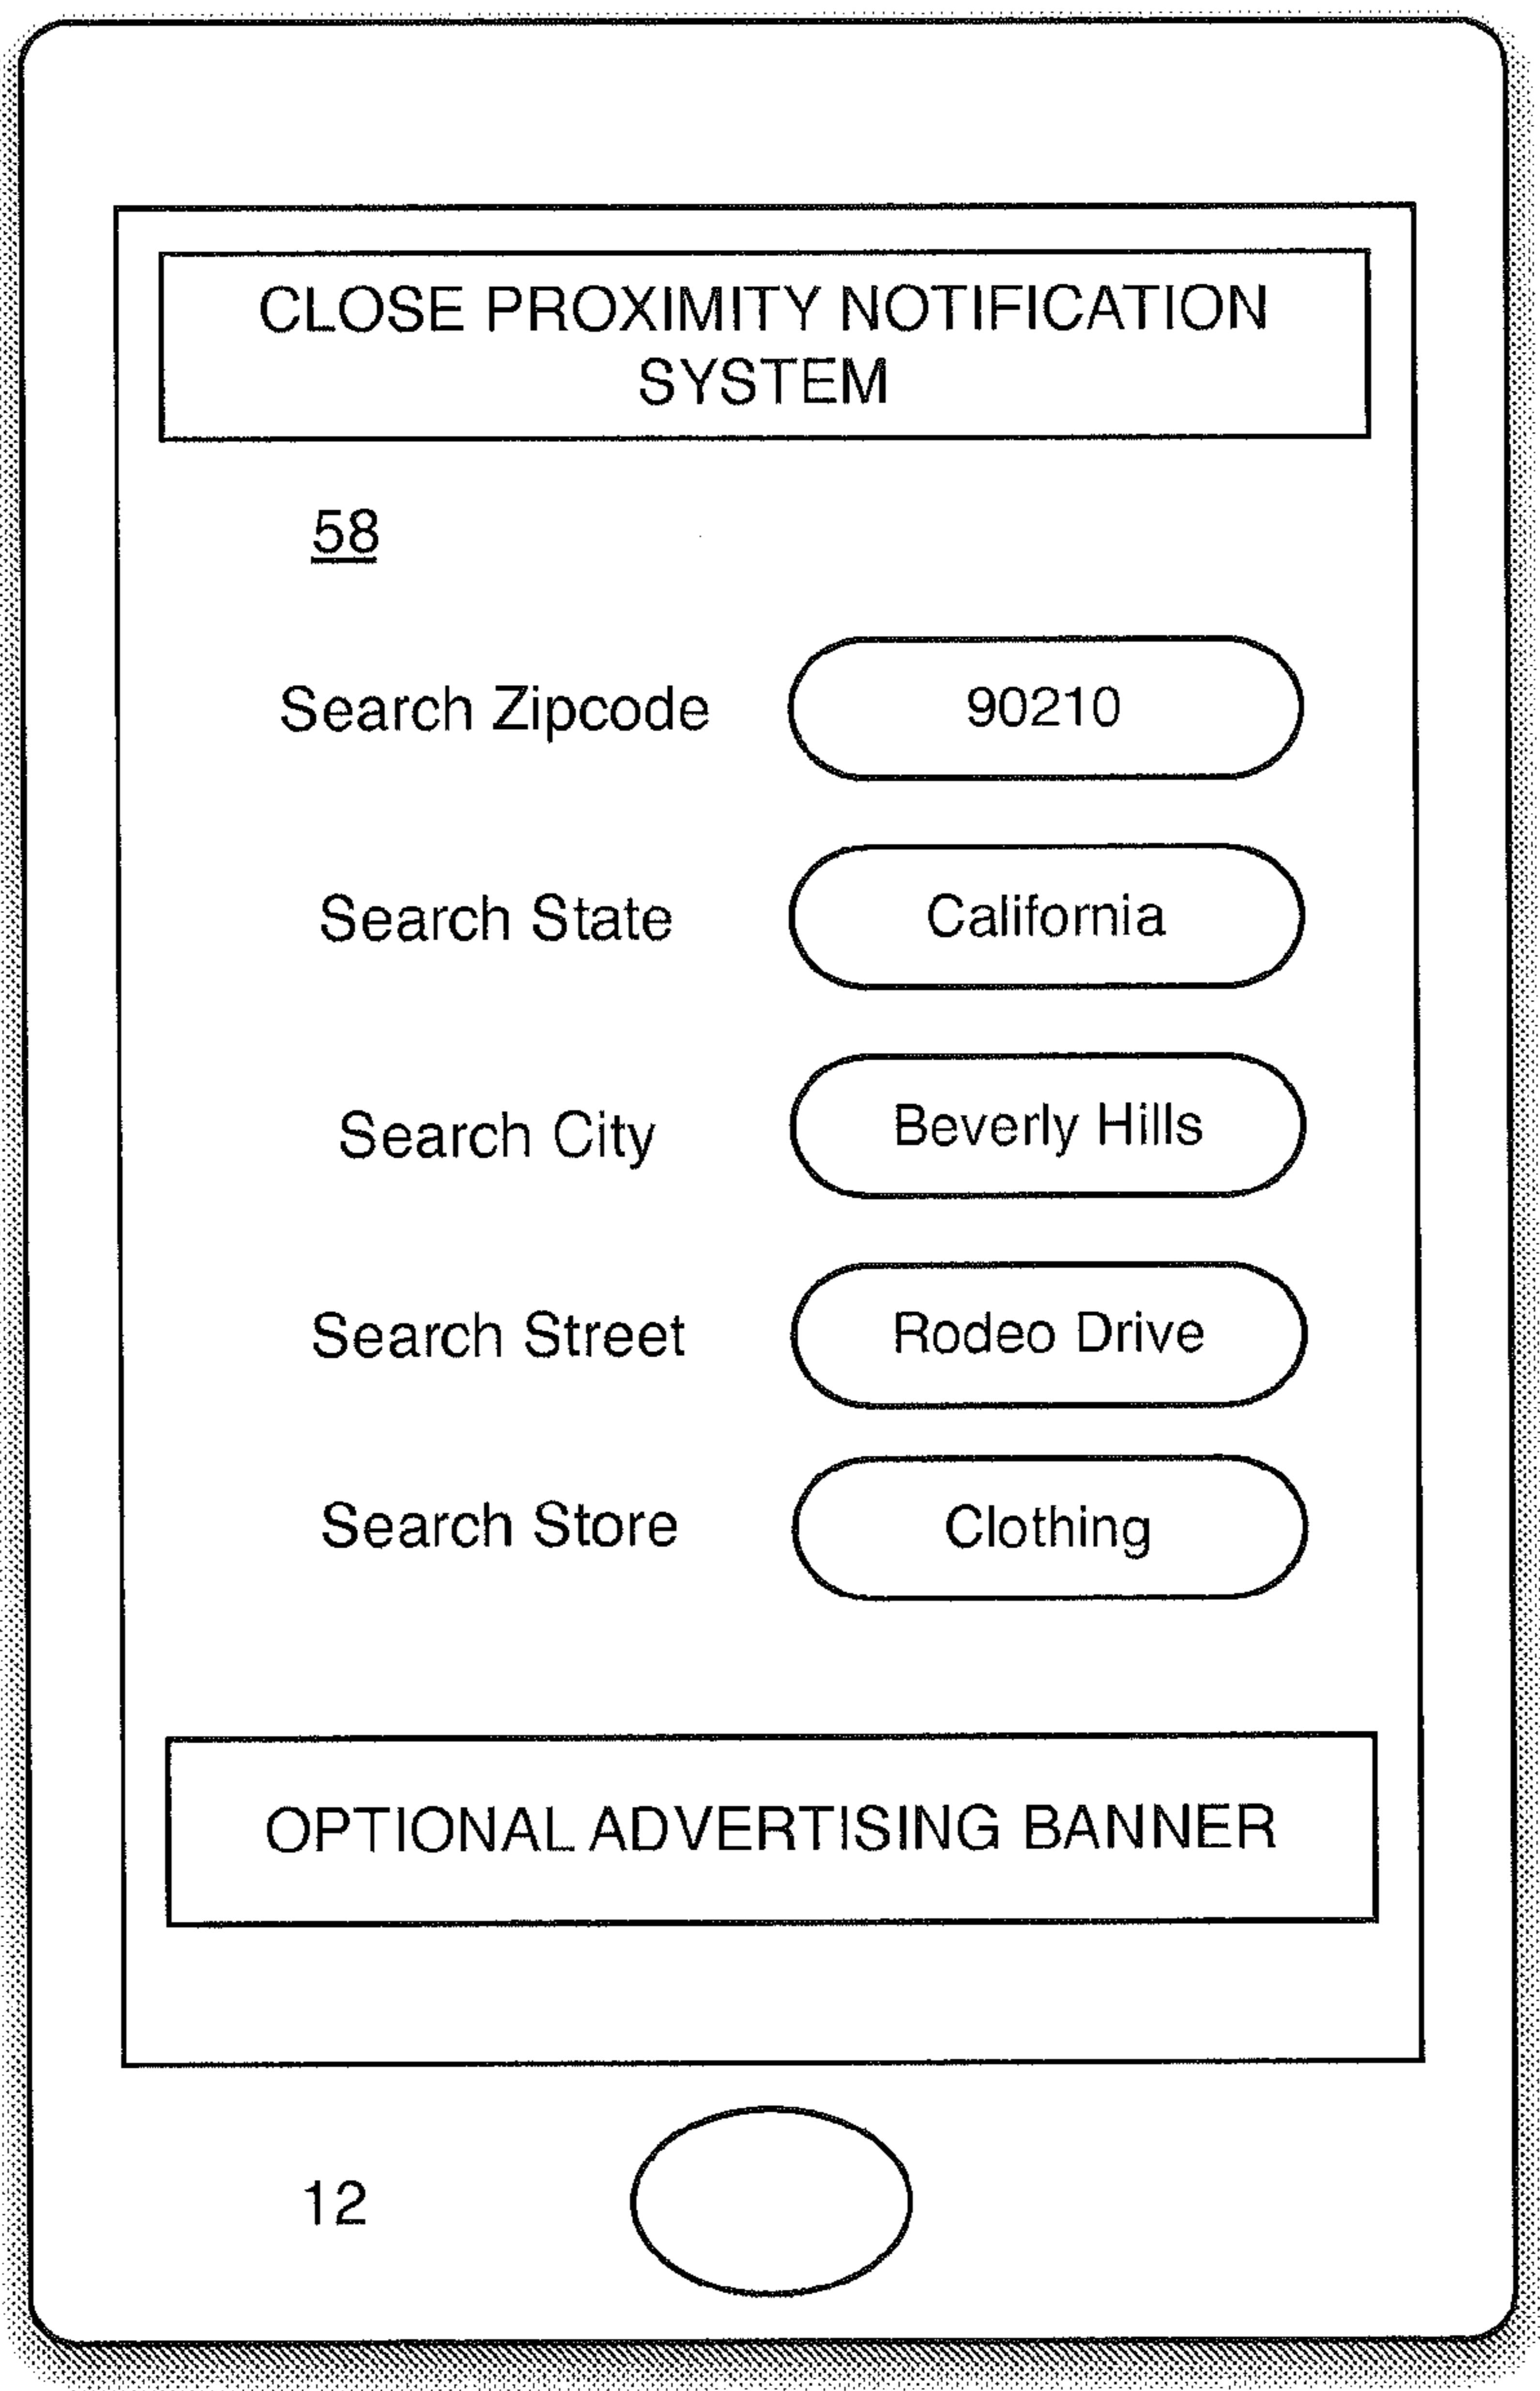 CLOSE PROXIMITY NOTIFICATION
SYSTEM
58
Search Zipcode 90210
Search State California
Search City Beverly Hills
Search Street Rodeo Drive
Search Store Clothing
OPTIONAL ADVERTISING BANNER
12